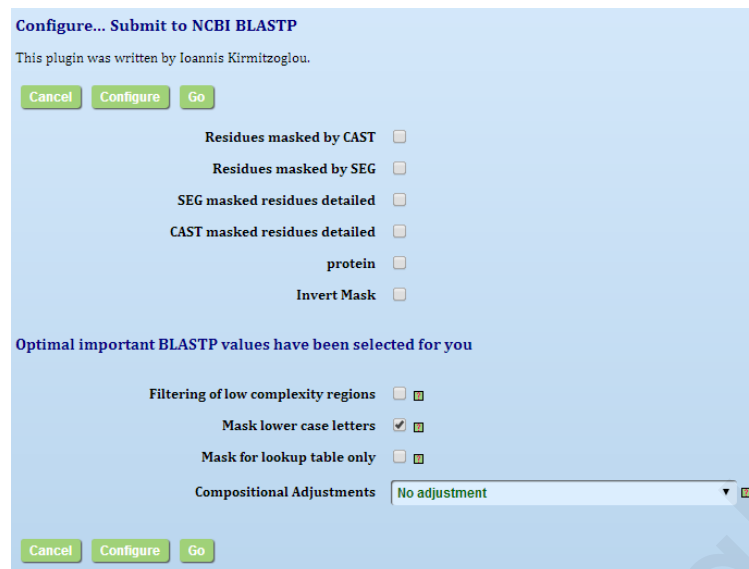 Configure... Submit to NCBI BLASTP
This plugin was written by Ioannis Kirmitzoglou.
Cancel Configure Go
Residues masked by CAST
Residues masked by SEG
SEG masked residues detailed
CAST masked residues detailed
protein
Invert Mask
Optimal important BLASTP values have been selected for you
Filtering of low complexity regions ?
Mask lower case letters ?
Mask for lookup table only ?
Compositional Adjustments No adjustment ?
Cancel Configure Go